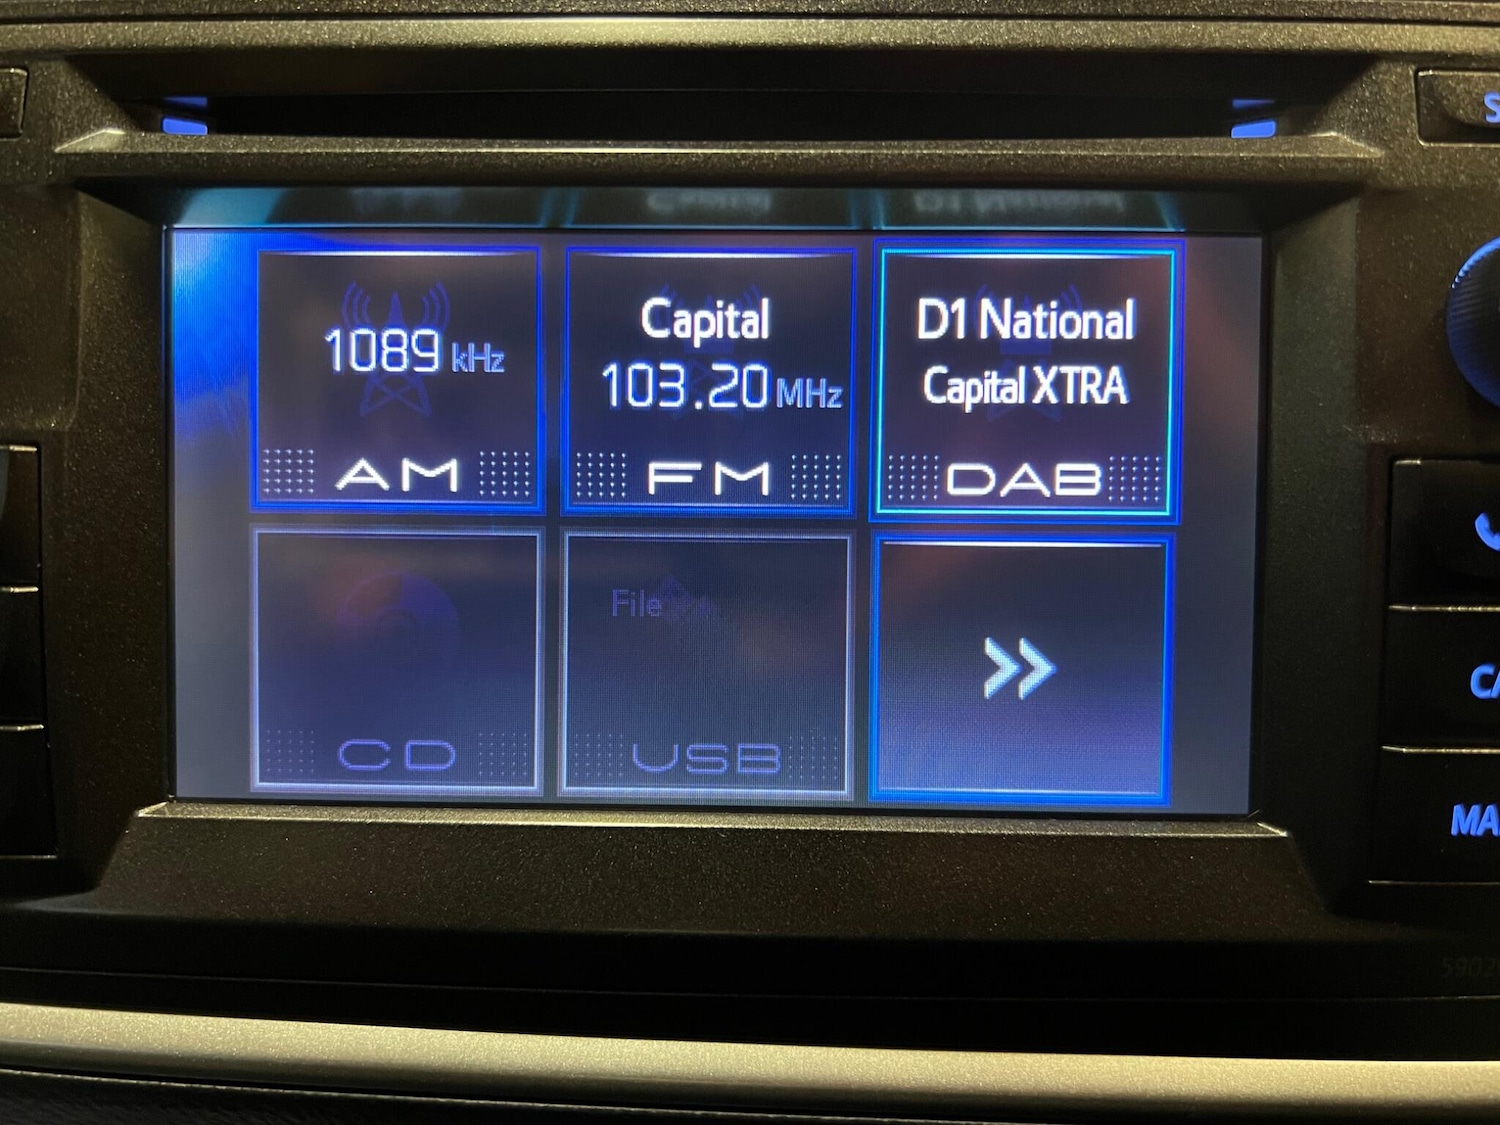 1089 kHz
AM
Capital
103.20 MHz
FM
D1 National
Capital XTRA
DAB
CD
File
USB